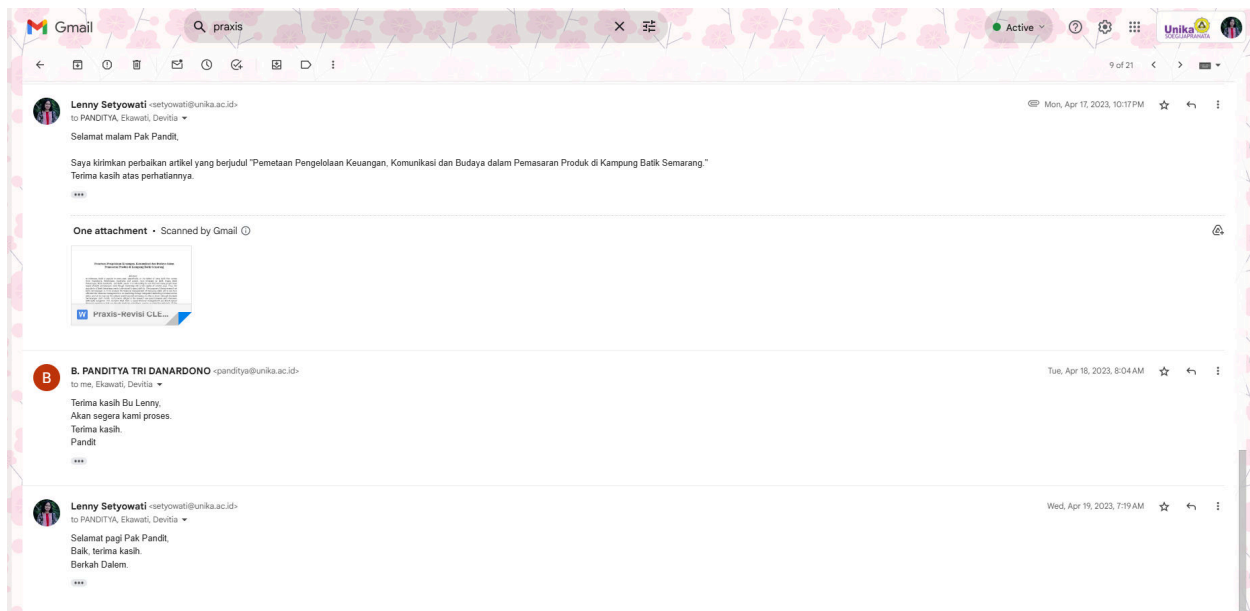 Gmail
praxis
Active
Unika
SOEGIJAPRANATA
9 of 21
Lenny Setyowati <setyowati@unika.ac.id>
Mon, Apr 17, 2023, 10:17 PM
to PANDITYA, Ekawati, Devitia
Selamat malam Pak Pandit,
Saya kirimkan perbaikan artikel yang berjudul "Pemetaan Pengelolaan Keuangan, Komunikasi dan Budaya dalam Pemasaran Produk di Kampung Batik Semarang."
Terima kasih atas perhatiannya.
One attachment • Scanned by Gmail
W Praxis-Revisi CLE...
B
B. PANDITYA TRI DANARDONO <panditya@unika.ac.id>
Tue, Apr 18, 2023, 8:04 AM
to me, Ekawati, Devitia
Terima kasih Bu Lenny,
Akan segera kami proses.
Terima kasih.
Pandit
Lenny Setyowati <setyowati@unika.ac.id>
Wed, Apr 19, 2023, 7:19 AM
to PANDITYA, Ekawati, Devitia
Selamat pagi Pak Pandit,
Baik, terima kasih.
Berkah Dalem.